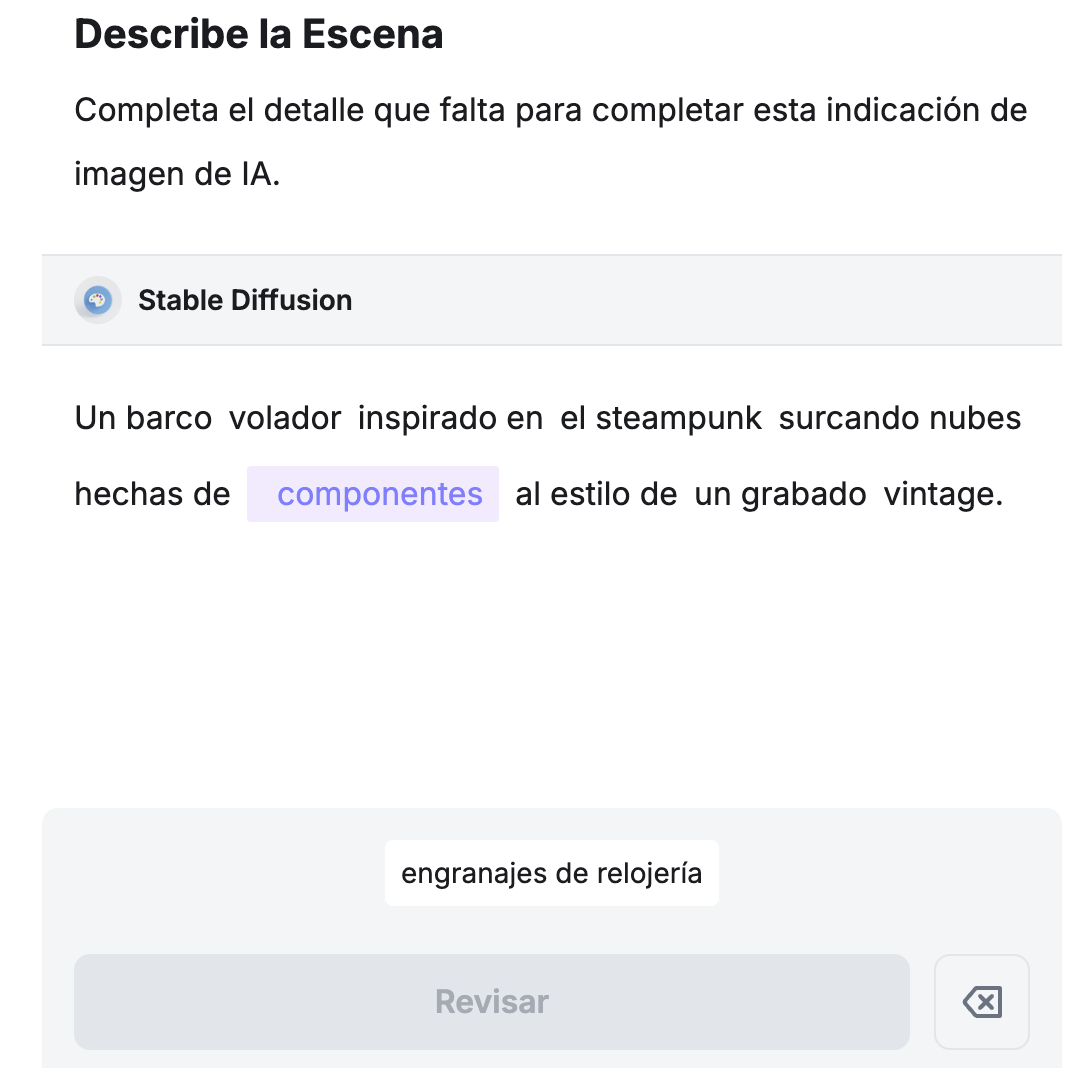 Describe la Escena
Completa el detalle que falta para completar esta indicación de
imagen de IA.
Stable Diffusion
Un barco volador inspirado en el steampunk surcando nubes
hechas de componentes al estilo de un grabado vintage.
engranajes de relojería
Revisar